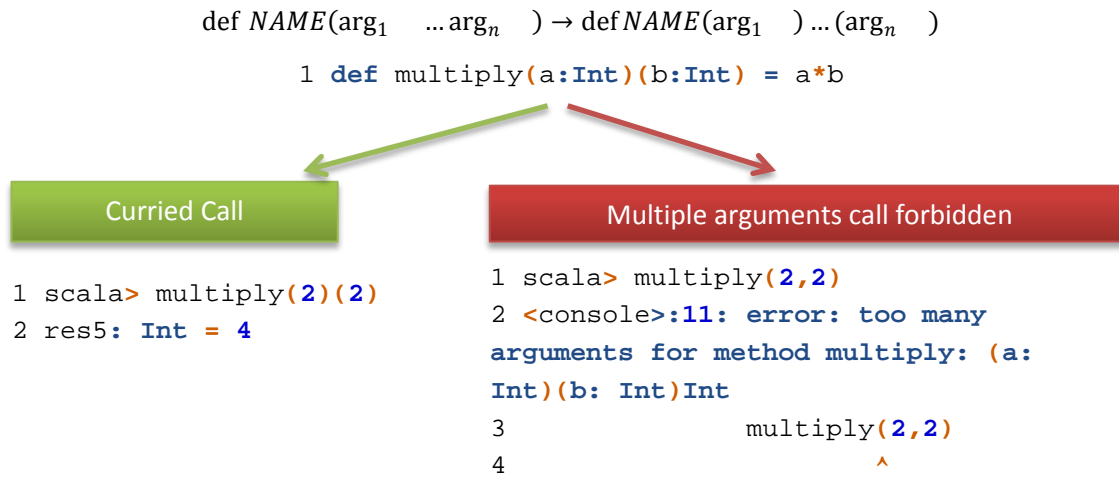 def NAME(arg₁ … argₙ ) → def NAME(arg₁ ) … (argₙ )
1 def multiply(a:Int)(b:Int) = a*b
Curried Call
1 scala> multiply(2)(2)
2 res5: Int = 4
Multiple arguments call forbidden
1 scala> multiply(2,2)
2 <console>:11: error: too many
arguments for method multiply: (a:
Int)(b: Int)Int
3 multiply(2,2)
4 ^